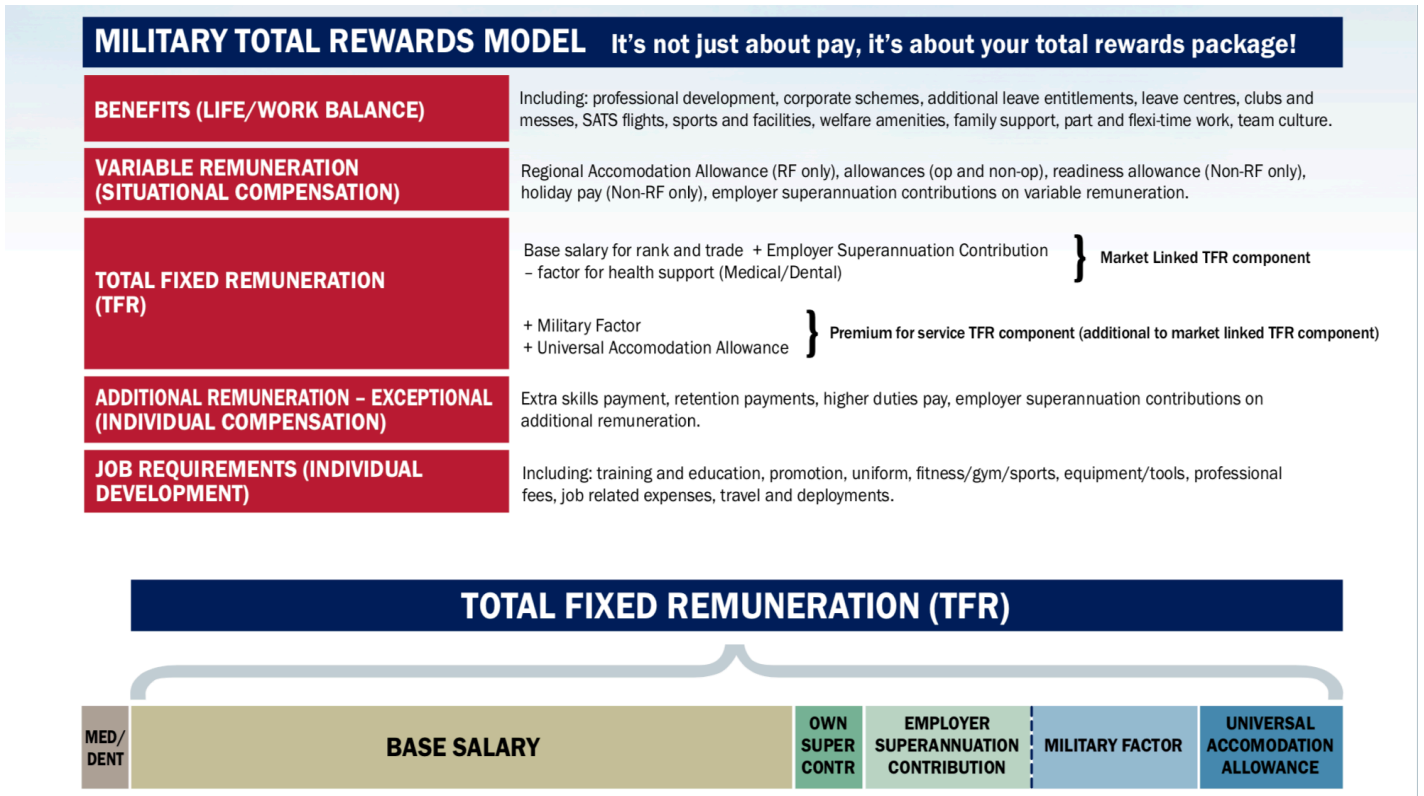 MILITARY TOTAL REWARDS MODEL It's not just about pay, it's about your total rewards package!
BENEFITS (LIFE/WORK BALANCE)
Including: professional development, corporate schemes, additional leave entitlements, leave centres, clubs and
messes, SATS flights, sports and facilities, welfare amenities, family support, part and flexi-time work, team culture.
VARIABLE REMUNERATION
(SITUATIONAL COMPENSATION)
Regional Accomodation Allowance (RF only), allowances (op and non-op), readiness allowance (Non-RF only),
holiday pay (Non-RF only), employer superannuation contributions on variable remuneration.
TOTAL FIXED REMUNERATION
(TFR)
Base salary for rank and trade + Employer Superannuation Contribution
– factor for health support (Medical/Dental)
} Market Linked TFR component
+ Military Factor
+ Universal Accomodation Allowance
} Premium for service TFR component (additional to market linked TFR component)
ADDITIONAL REMUNERATION – EXCEPTIONAL
(INDIVIDUAL COMPENSATION)
Extra skills payment, retention payments, higher duties pay, employer superannuation contributions on
additional remuneration.
JOB REQUIREMENTS (INDIVIDUAL
DEVELOPMENT)
Including: training and education, promotion, uniform, fitness/gym/sports, equipment/tools, professional
fees, job related expenses, travel and deployments.
TOTAL FIXED REMUNERATION (TFR)
MED/
DENT
BASE SALARY
OWN
SUPER
CONTR
EMPLOYER
SUPERANNUATION
CONTRIBUTION
MILITARY FACTOR
UNIVERSAL
ACCOMODATION
ALLOWANCE